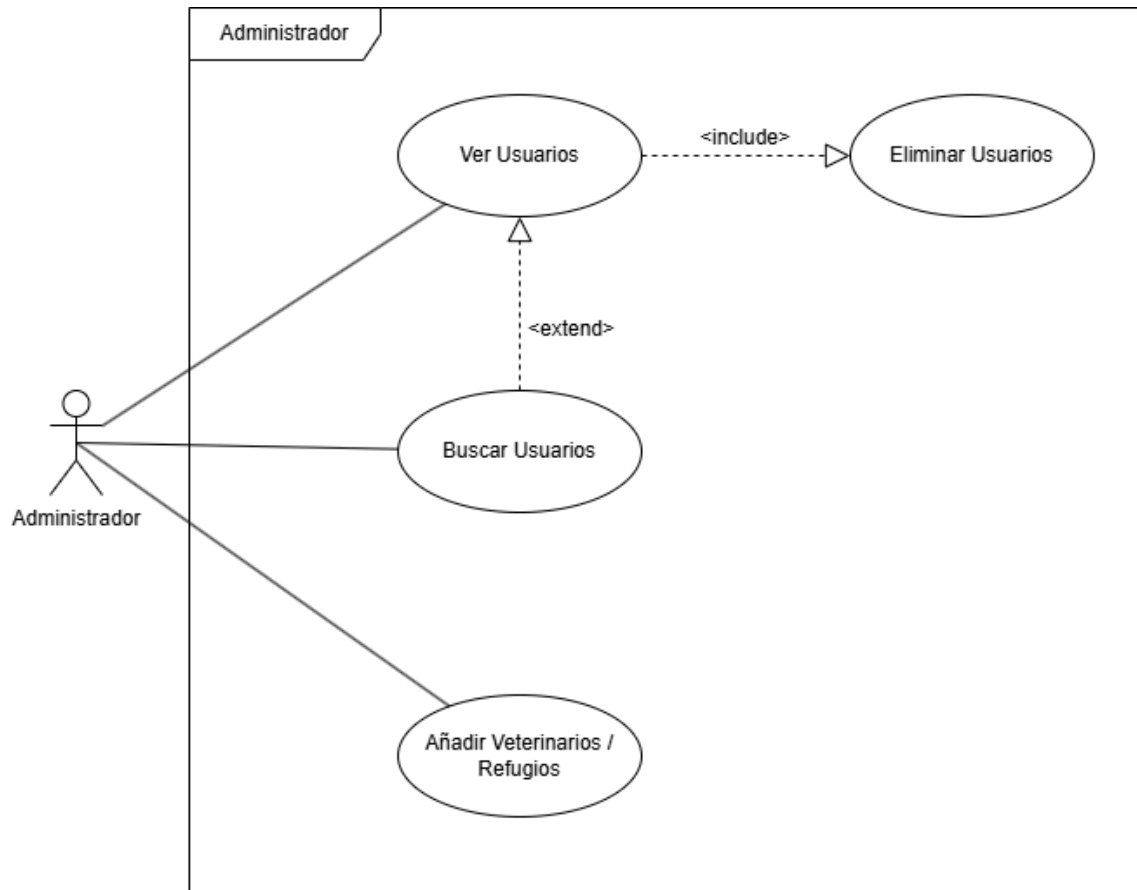 Administrador
Ver Usuarios
<include>
Eliminar Usuarios
<extend>
Buscar Usuarios
Administrador
Añadir Veterinarios /
Refugios